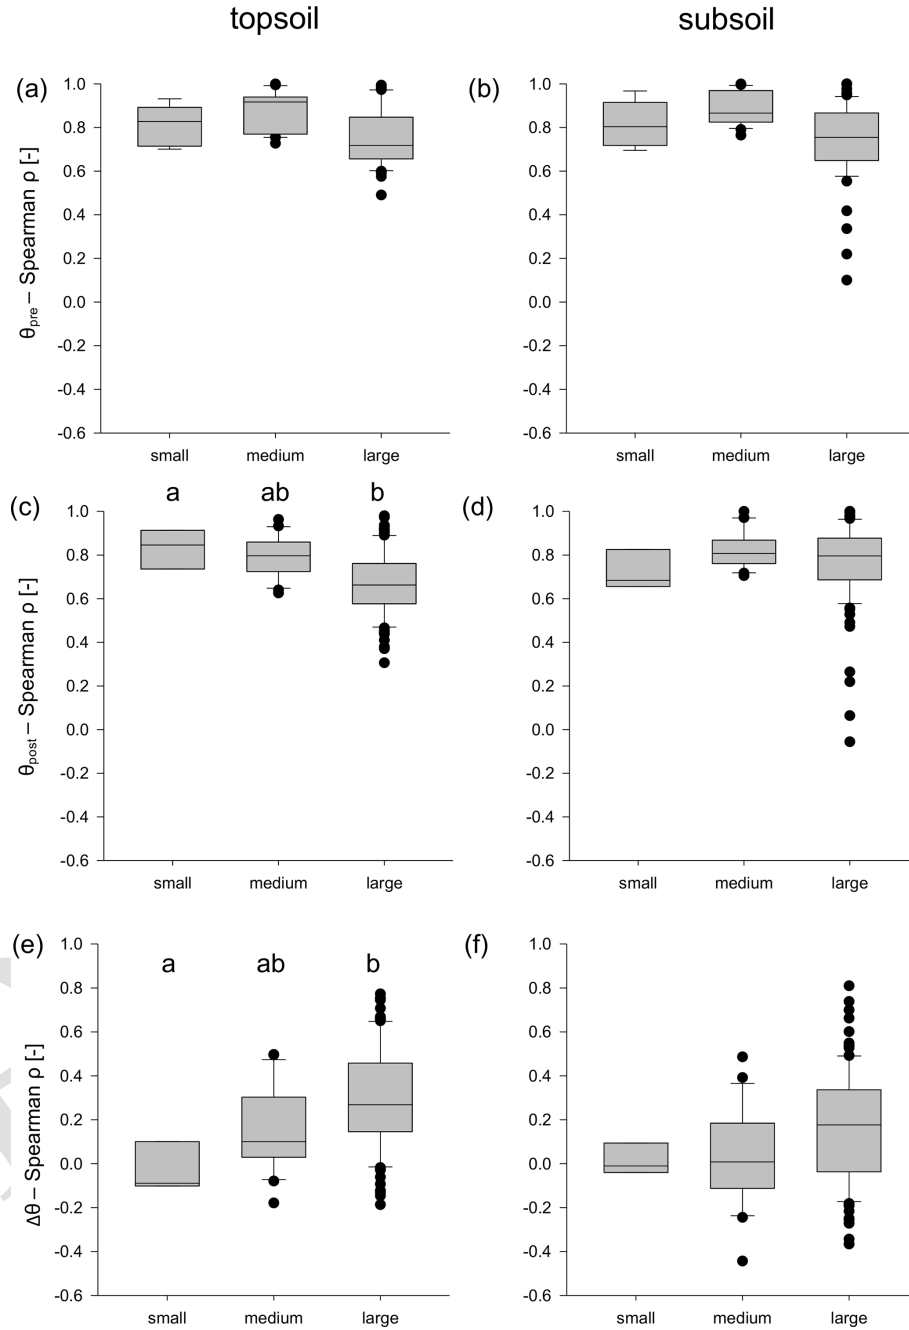 topsoil
subsoil
(a)
1.0
0.8
0.6
0.4
0.2
0.0
-0.2
-0.4
-0.6
θpre – Spearman ρ [-]
small medium large
(b)
1.0
0.8
0.6
0.4
0.2
0.0
-0.2
-0.4
-0.6
small medium large
(c)
a ab b
1.0
0.8
0.6
0.4
0.2
0.0
-0.2
-0.4
-0.6
θpost – Spearman ρ [-]
small medium large
(d)
1.0
0.8
0.6
0.4
0.2
0.0
-0.2
-0.4
-0.6
small medium large
(e)
a ab b
1.0
0.8
0.6
0.4
0.2
0.0
-0.2
-0.4
-0.6
Δθ – Spearman ρ [-]
small medium large
(f)
1.0
0.8
0.6
0.4
0.2
0.0
-0.2
-0.4
-0.6
small medium large